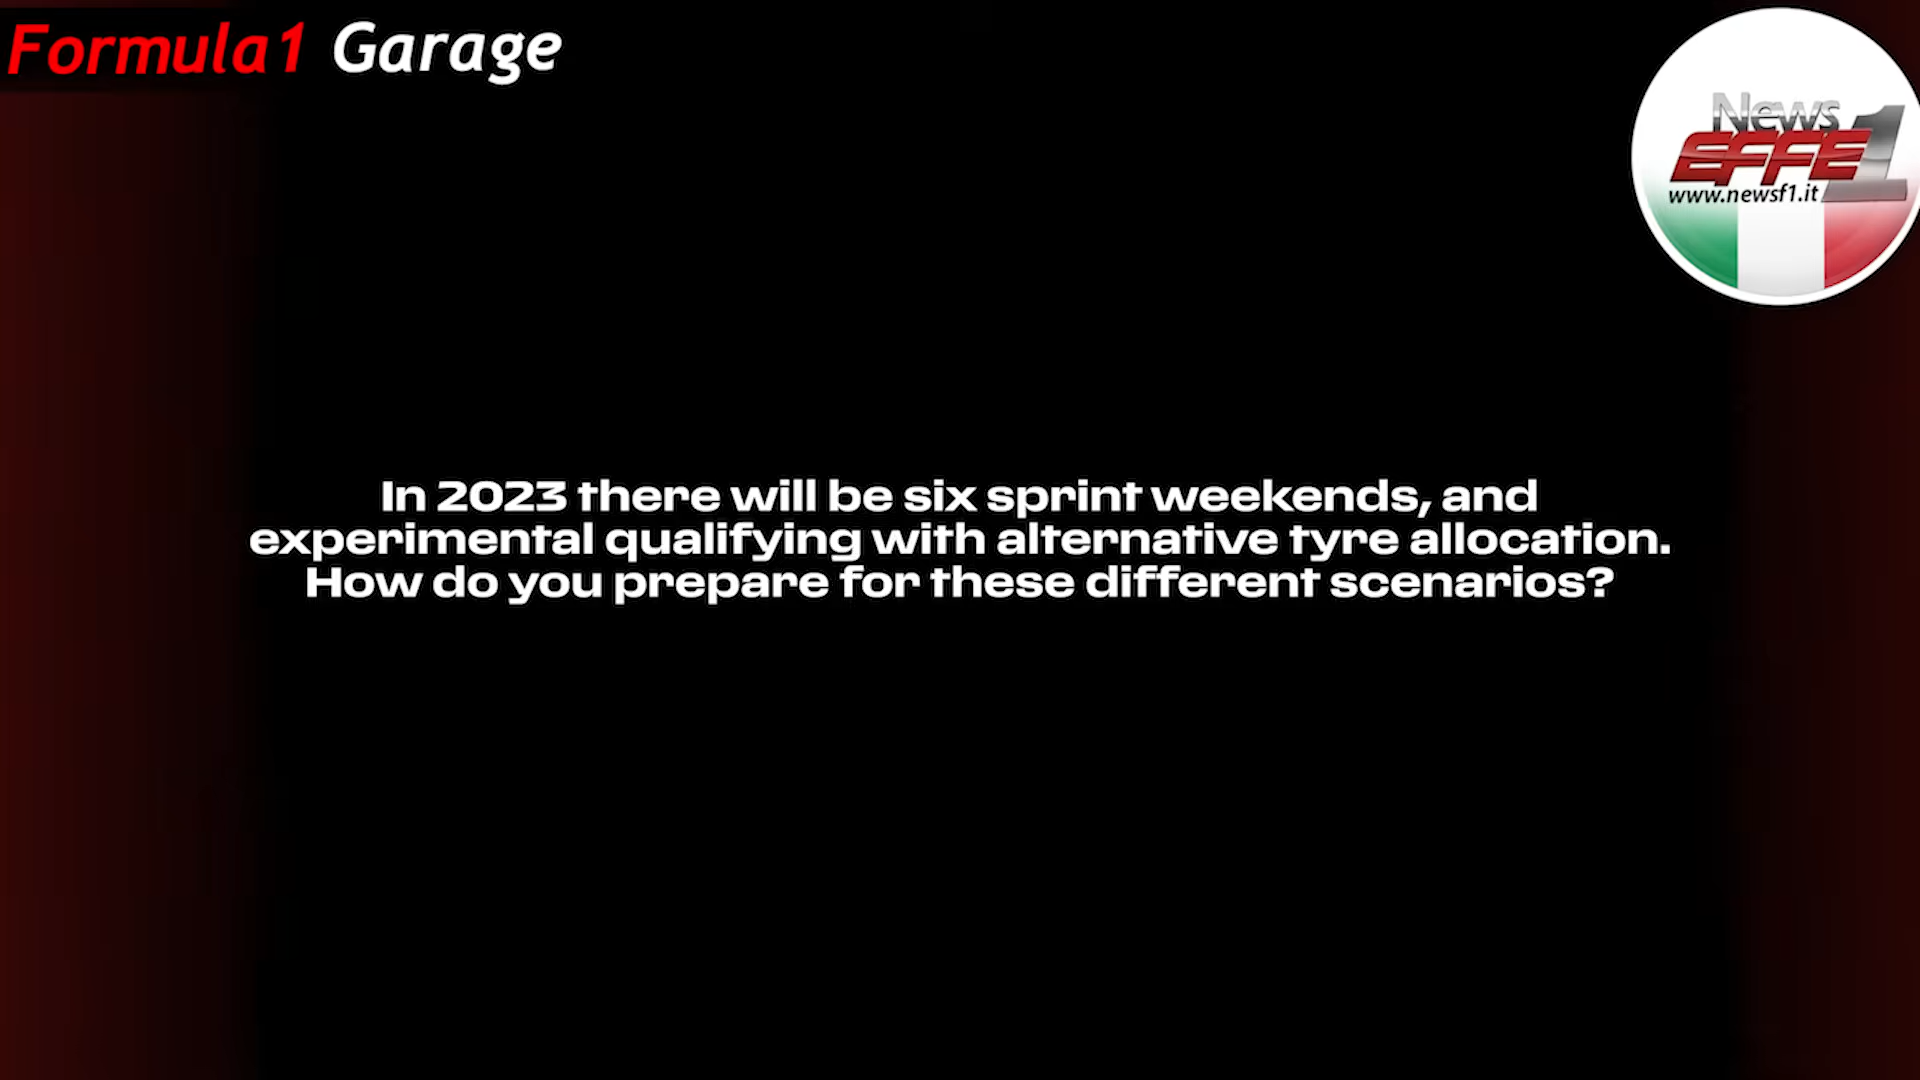 Formula1 Garage
News
EFFE1
www.newsf1.it
In 2023 there will be six sprint weekends, and
experimental qualifying with alternative tyre allocation.
How do you prepare for these different scenarios?